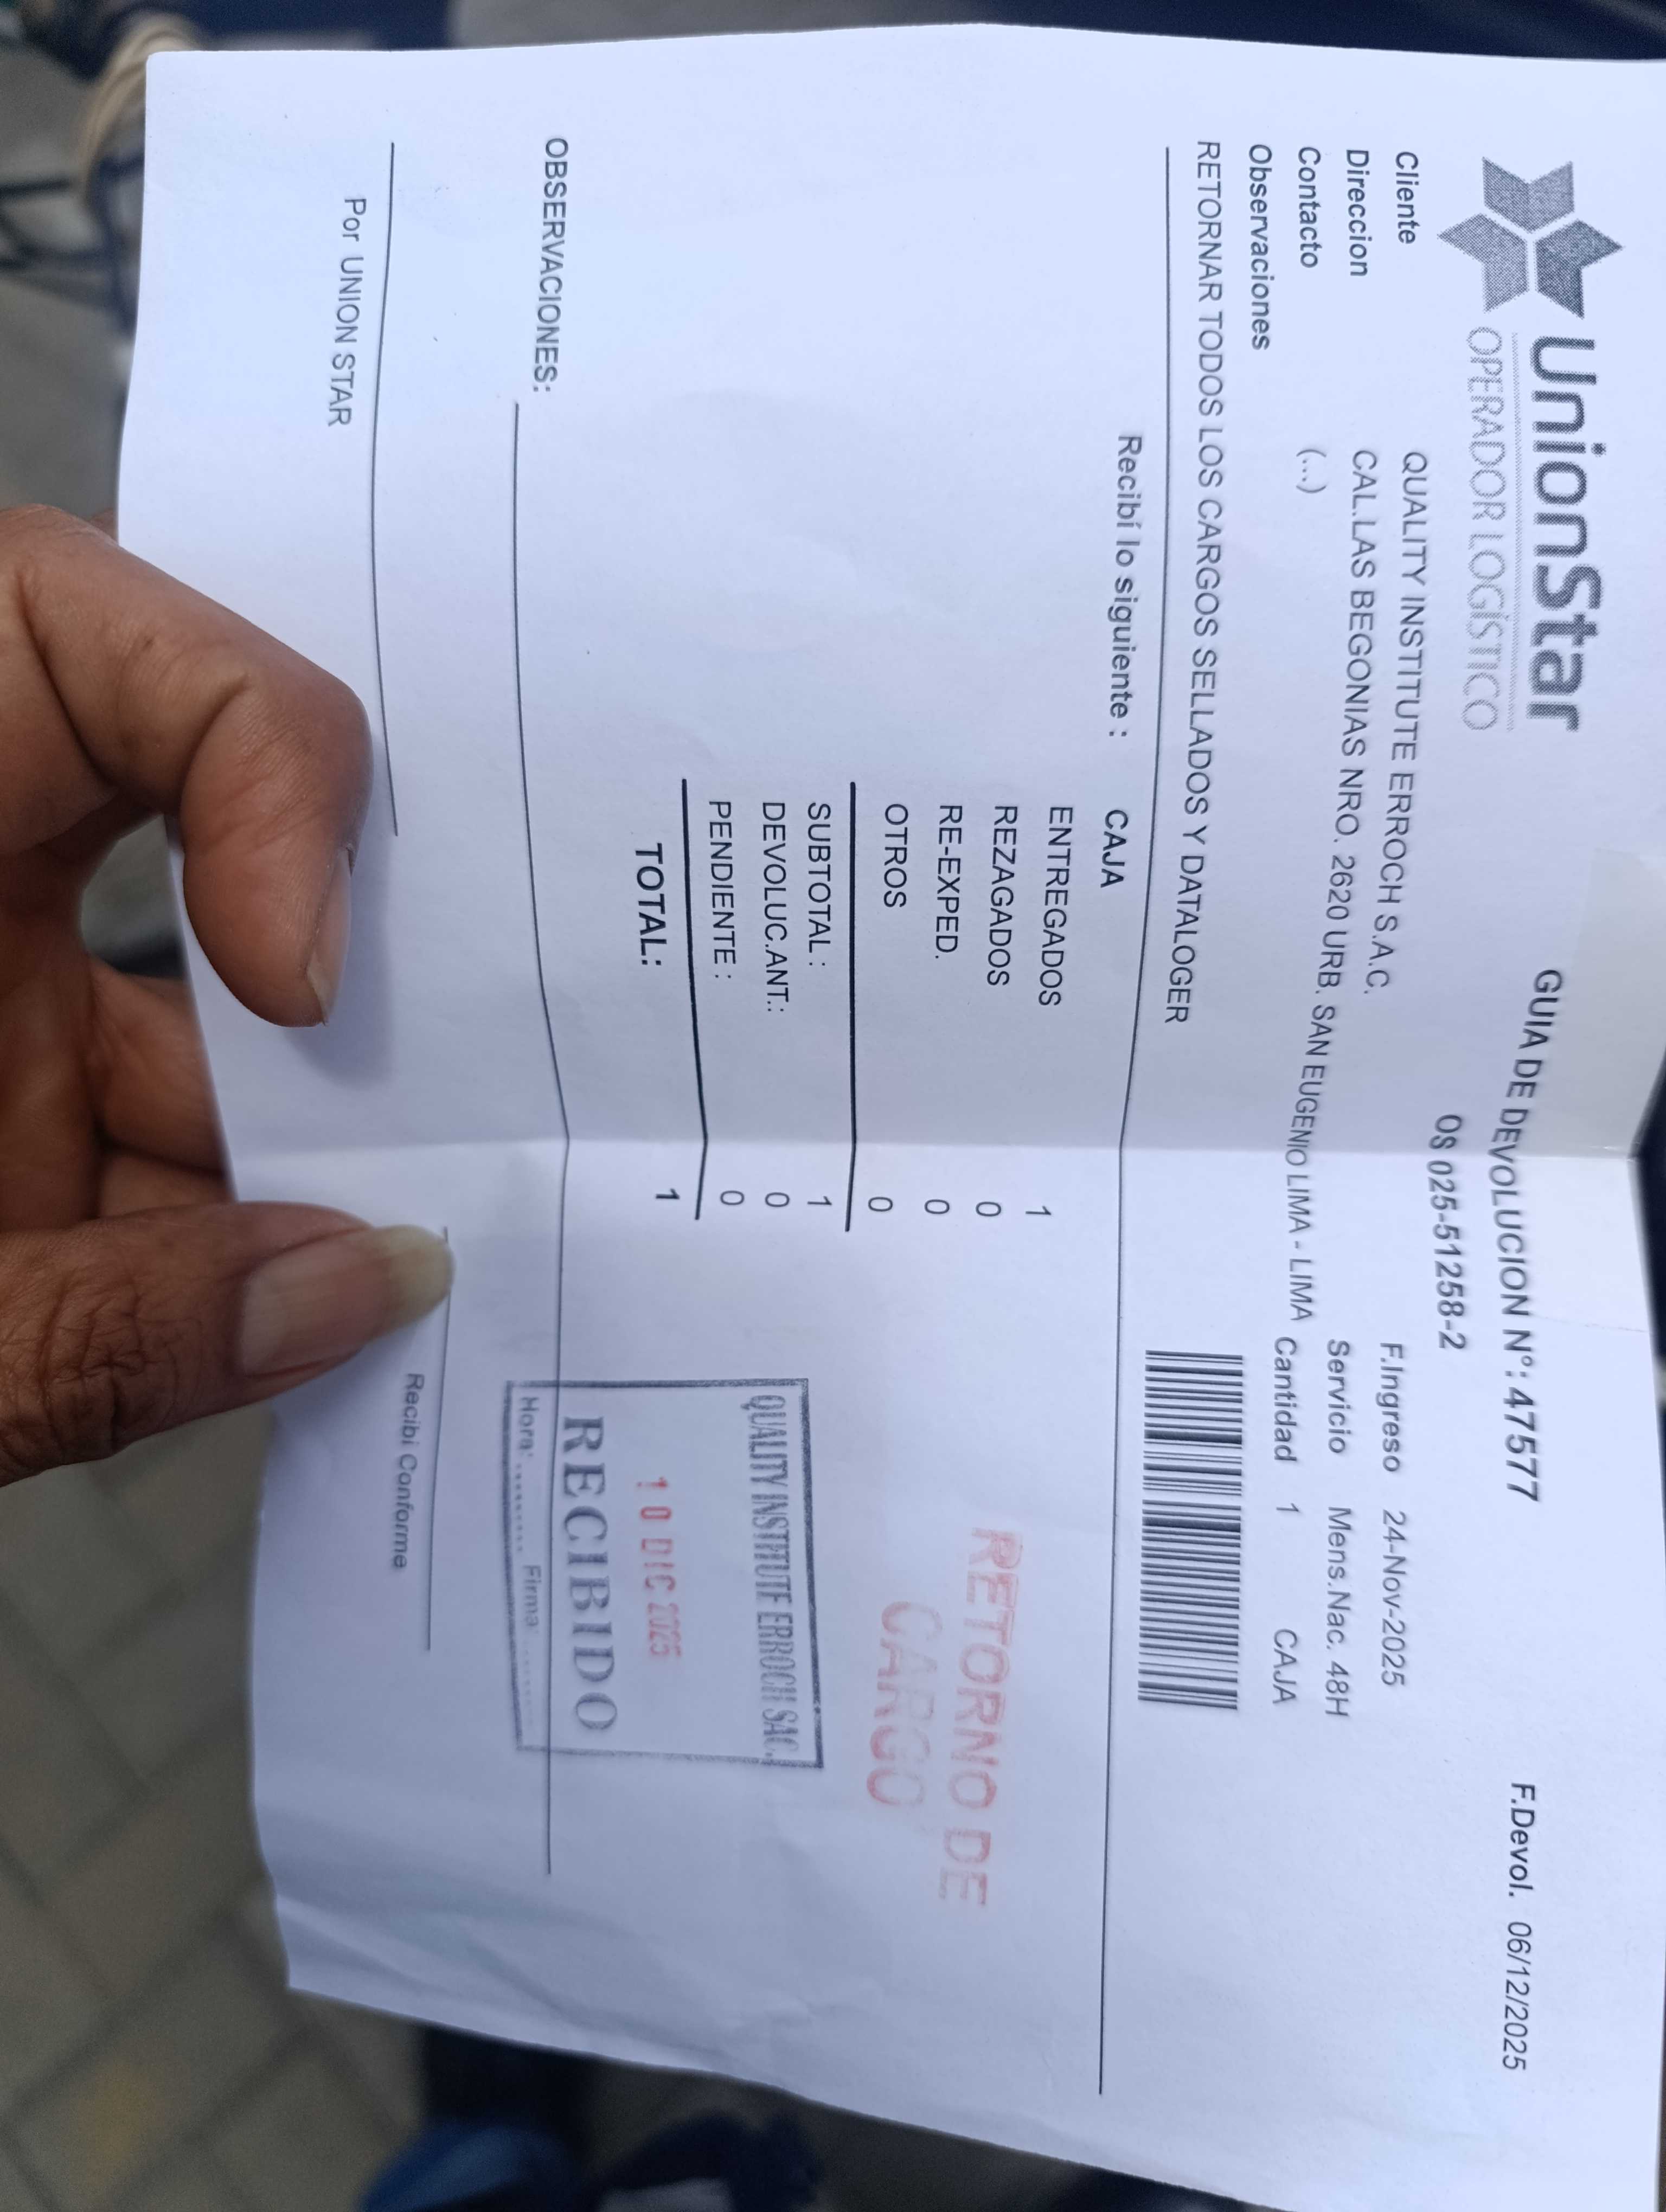 UnionStar
OPERADOR LOGÍSTICO
GUIA DE DEVOLUCION N°: 47577
F.Devol. 06/12/2025
OS 025-51258-2
Cliente QUALITY INSTITUTE ERROCH S.A.C. F.Ingreso 24-Nov-2025
Direccion CAL.LAS BEGONIAS NRO. 2620 URB. SAN EUGENIO LIMA - LIMA Servicio Mens.Nac. 48H
Contacto (...) Cantidad 1 CAJA
Observaciones
RETORNAR TODOS LOS CARGOS SELLADOS Y DATALOGER
Recibí lo siguiente : CAJA
ENTREGADOS 1
REZAGADOS 0
RE-EXPED. 0
OTROS 0
SUBTOTAL : 1
DEVOLUC.ANT.: 0
PENDIENTE : 0
TOTAL: 1
RETORNO DE
CARGO
QUALITY INSTITUTE ERROCH SAC.
10 DIC 2025
RECIBIDO
Hora: ........ Firma: ........
OBSERVACIONES:
Por UNION STAR
Recibí Conforme